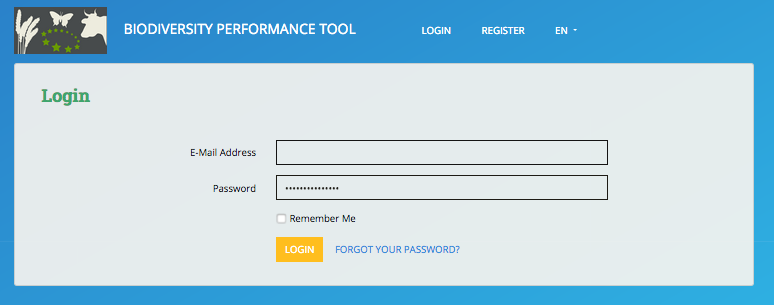 BIODIVERSITY PERFORMANCE TOOL LOGIN REGISTER EN
Login
E-Mail Address
Password •••••••••••••••
Remember Me
LOGIN FORGOT YOUR PASSWORD?